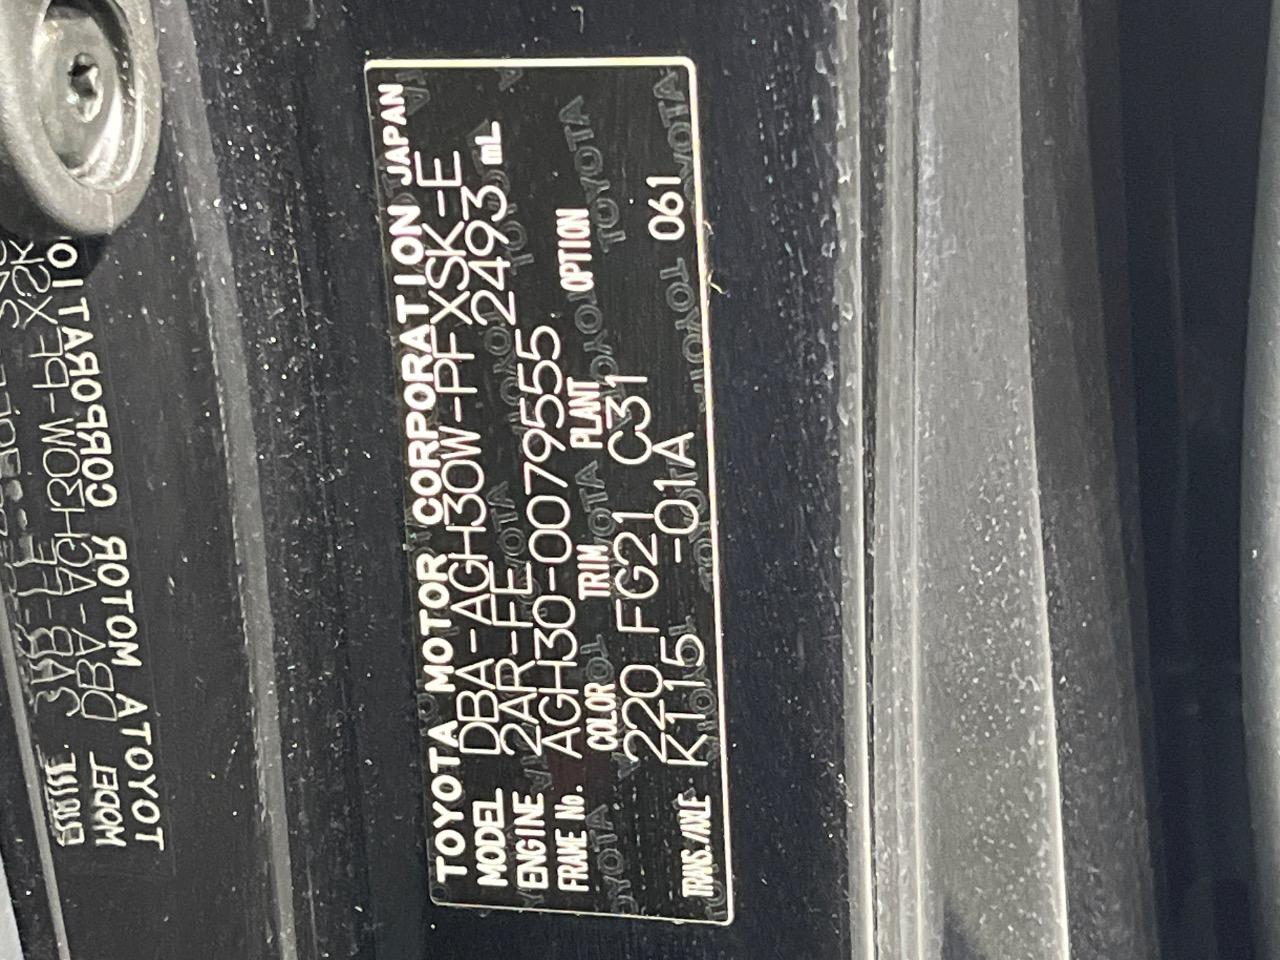 TOYOTA MOTOR CORPORATION JAPAN
MODEL DBA-AGH30W-PFXSK-E
ENGINE 2AR-FE 2493 mL
FRAME No. AGH30-0079555
COLOR TRIM PLANT OPTION
220 FG21 C31 061
TRANS./AXLE K115 -01A